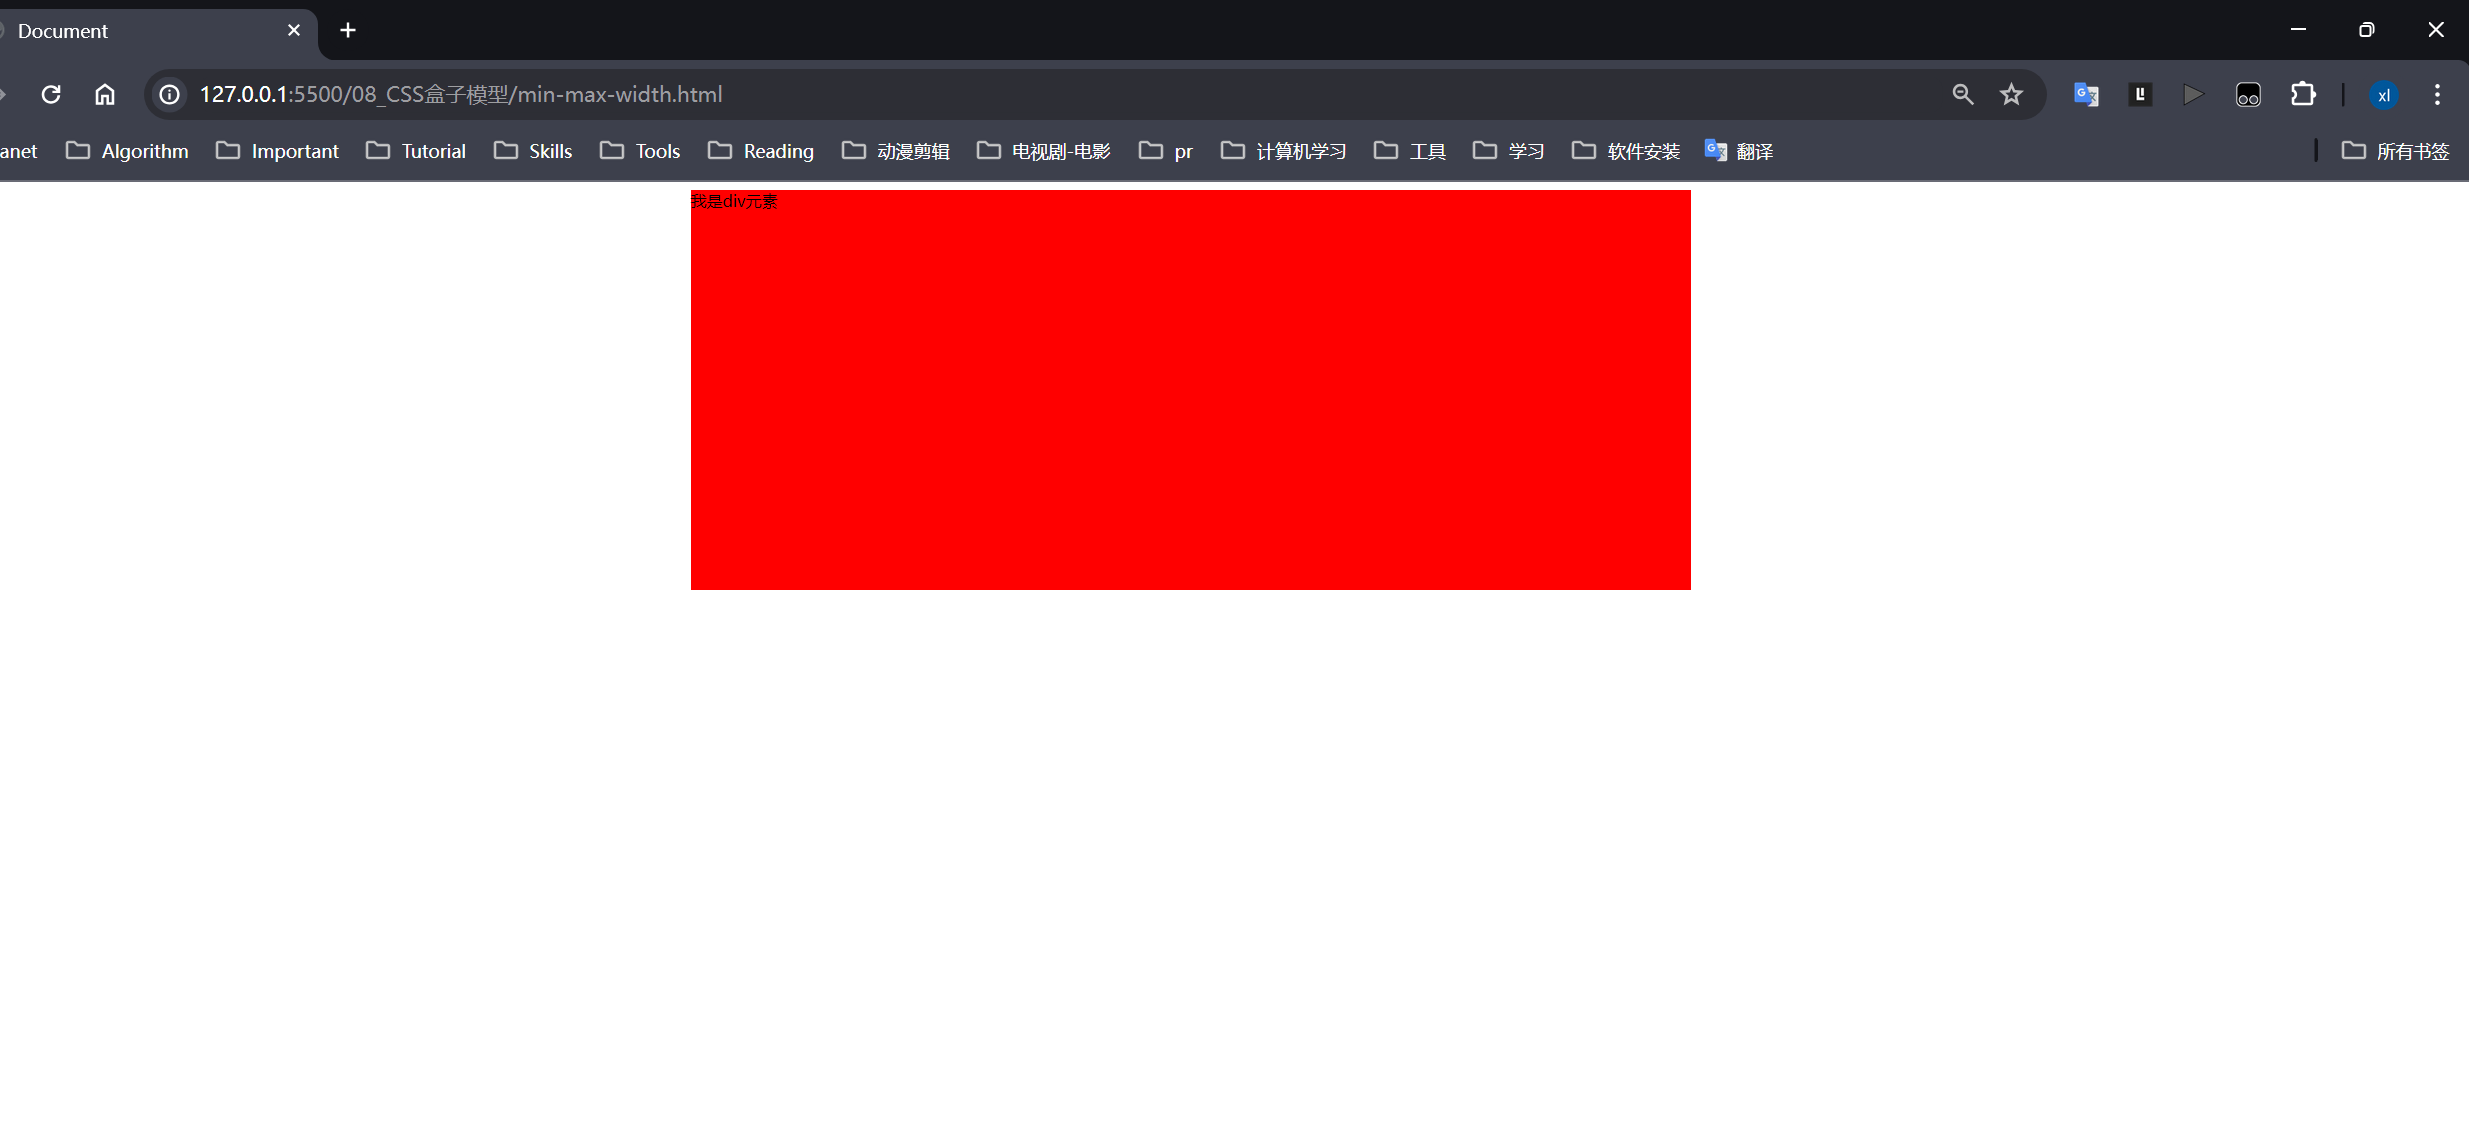 Document
127.0.0.1:5500/08_CSS盒子模型/min-max-width.html
xl
anet Algorithm Important Tutorial Skills Tools Reading 动漫剪辑 电视剧-电影 pr 计算机学习 工具 学习 软件安装 翻译 所有书签
我是div元素